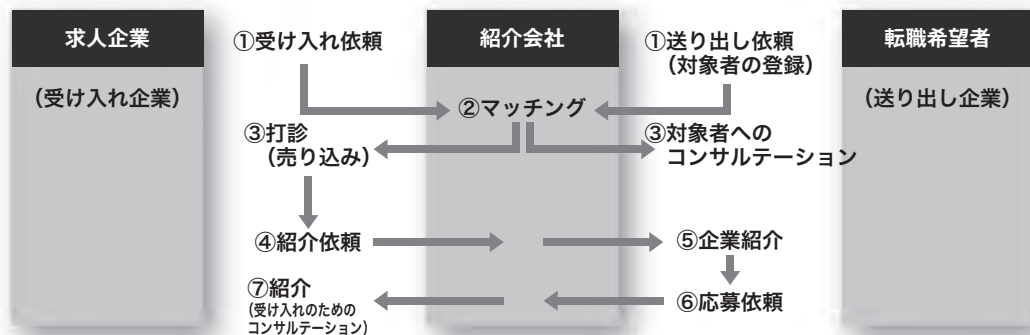 求人企業
(受け入れ企業)
①受け入れ依頼
紹介会社
①送り出し依頼
(対象者の登録)
転職希望者
(送り出し企業)
②マッチング
③打診
(売り込み)
③対象者への
コンサルテーション
④紹介依頼
⑤企業紹介
⑥応募依頼
⑦紹介
(受け入れのための
コンサルテーション)